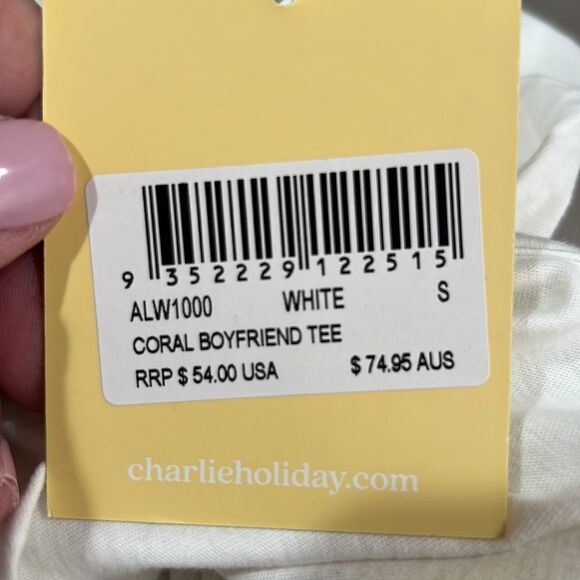 9 352229 122515
ALW1000 WHITE S
CORAL BOYFRIEND TEE
RRP $ 54.00 USA $ 74.95 AUS
charlieholiday.com